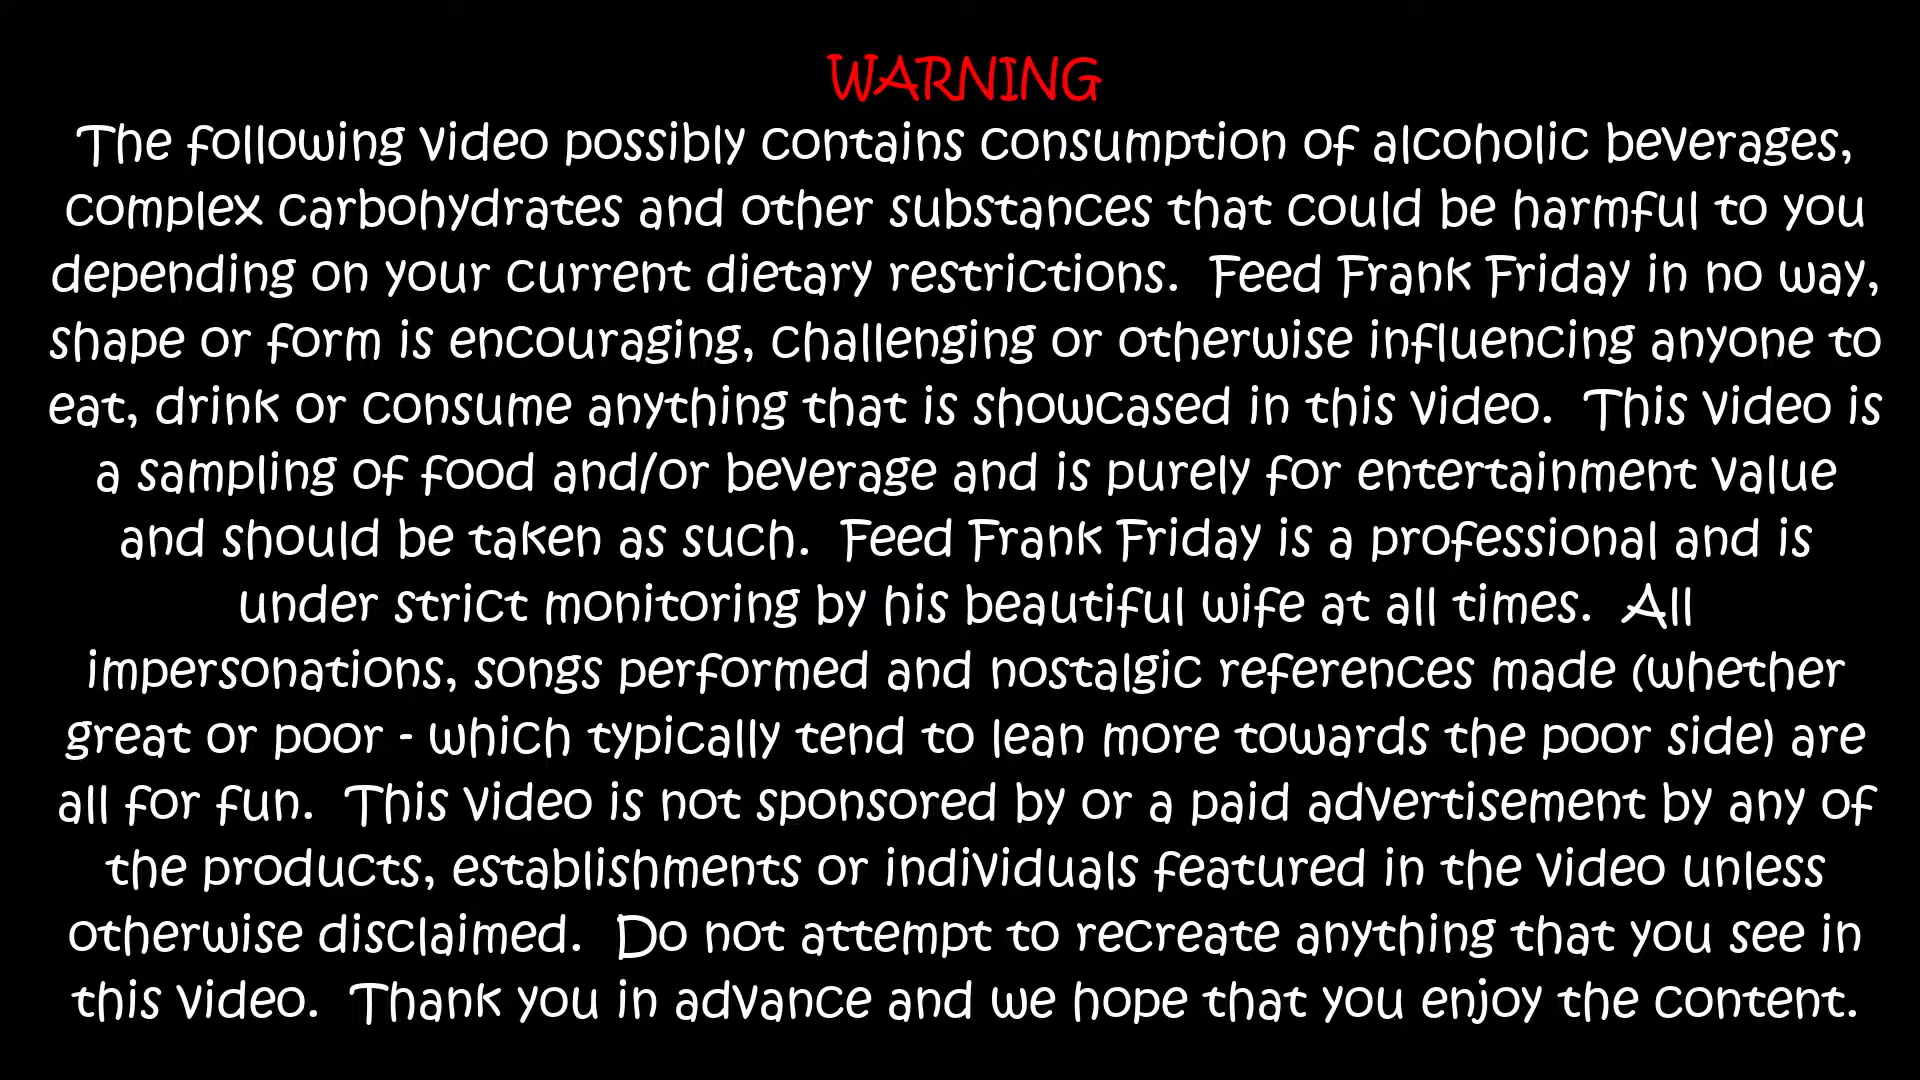 WARNING
The following video possibly contains consumption of alcoholic beverages,
complex carbohydrates and other substances that could be harmful to you
depending on your current dietary restrictions.  Feed Frank Friday in no way,
shape or form is encouraging, challenging or otherwise influencing anyone to
eat, drink or consume anything that is showcased in this video.  This video is
a sampling of food and/or beverage and is purely for entertainment value
and should be taken as such.  Feed Frank Friday is a professional and is
under strict monitoring by his beautiful wife at all times.  All
impersonations, songs performed and nostalgic references made (whether
great or poor - which typically tend to lean more towards the poor side) are
all for fun.  This video is not sponsored by or a paid advertisement by any of
the products, establishments or individuals featured in the video unless
otherwise disclaimed.  Do not attempt to recreate anything that you see in
this video.  Thank you in advance and we hope that you enjoy the content.